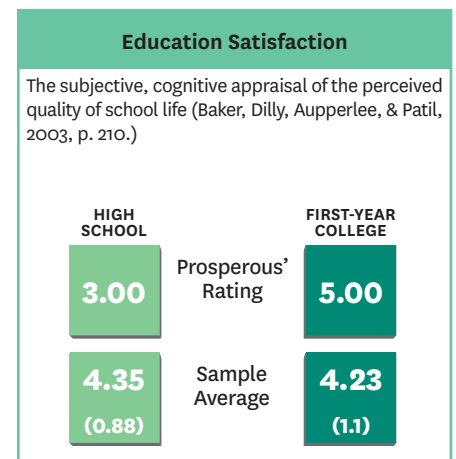 Education Satisfaction
The subjective, cognitive appraisal of the perceived
quality of school life (Baker, Dilly, Aupperlee, & Patil,
2003, p. 210.)
HIGH
SCHOOL
FIRST-YEAR
COLLEGE
3.00
Prosperous’
Rating
5.00
4.35
(0.88)
Sample
Average
4.23
(1.1)